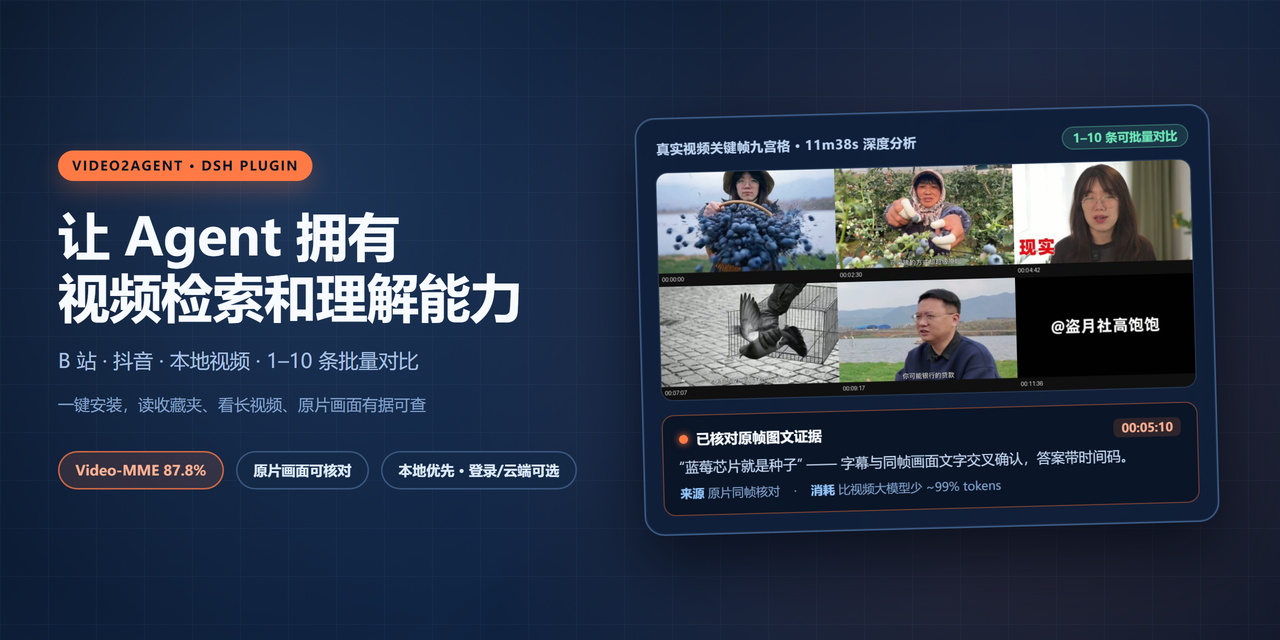 VIDEO2AGENT • DSH PLUGIN
让 Agent 拥有
视频检索和理解能力
B 站 · 抖音 · 本地视频 · 1–10 条批量对比
一键安装，读收藏夹、看长视频、原片画面有据可查
Video-MME 87.8%
原片画面可核对
本地优先 • 登录/云端可选
真实视频关键帧九宫格 • 11m38s 深度分析
1–10 条可批量对比
现实
00:00:00
00:02:30
00:04:42
@盗月社高饱饱
你可能银行的贷款
00:07:07
00:09:17
00:11:36
已核对原帧图文证据
00:05:10
“蓝莓芯片就是种子” —— 字幕与同帧画面文字交叉确认，答案带时间码。
来源 原片同帧核对 · 消耗 比视频大模型少 ~99% tokens